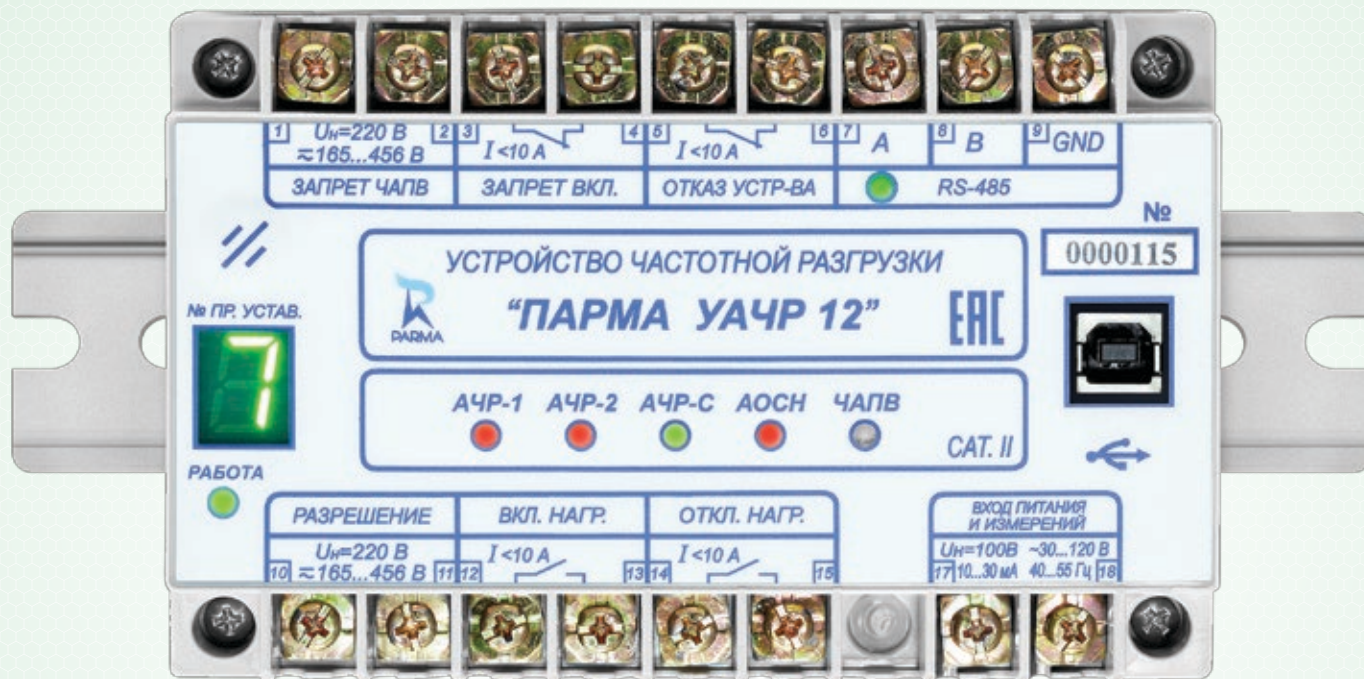 1 Uн=220 В 2 3 4 5 6 7 A 8 B 9 GND
≂165...456 В I <10 А I <10 А
ЗАПРЕТ ЧАПВ ЗАПРЕТ ВКЛ. ОТКАЗ УСТР-ВА RS-485
№
0000115
УСТРОЙСТВО ЧАСТОТНОЙ РАЗГРУЗКИ
"ПАРМА УАЧР 12"
PARMA
EAC
№ ПР. УСТАВ.
7
АЧР-1 АЧР-2 АЧР-С АОСН ЧАПВ
CAT. II
РАБОТА
РАЗРЕШЕНИЕ ВКЛ. НАГР. ОТКЛ. НАГР.
ВХОД ПИТАНИЯ
И ИЗМЕРЕНИЙ
Uн=220 В I <10 А I <10 А Uн=100В ~30...120 В
10 ≂165...456 В 11 12 13 14 15 17 10...30 мА 40...55 Гц 18